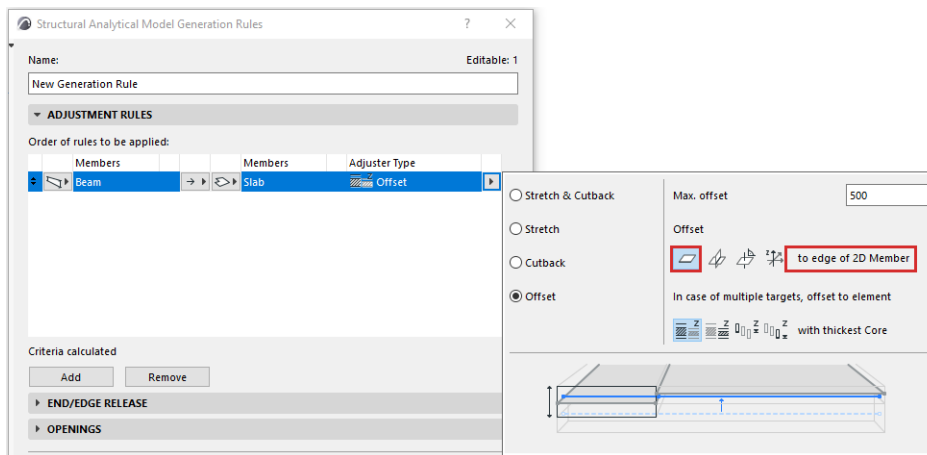 Structural Analytical Model Generation Rules
Name:
Editable: 1
New Generation Rule
ADJUSTMENT RULES
Order of rules to be applied:
Members Members Adjuster Type
Beam Slab Offset
Stretch & Cutback
Max. offset
500
Stretch
Offset
Cutback
to edge of 2D Member
Offset
In case of multiple targets, offset to element
with thickest Core
Criteria calculated
Add
Remove
END/EDGE RELEASE
OPENINGS